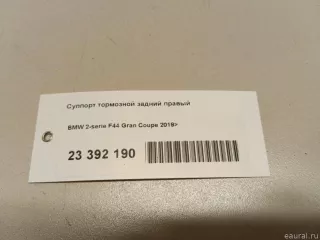 Суппорт тормозной задний правый
BMW 2-serie F44 Gran Coupe 2019>
23 392 190
eaural.ru